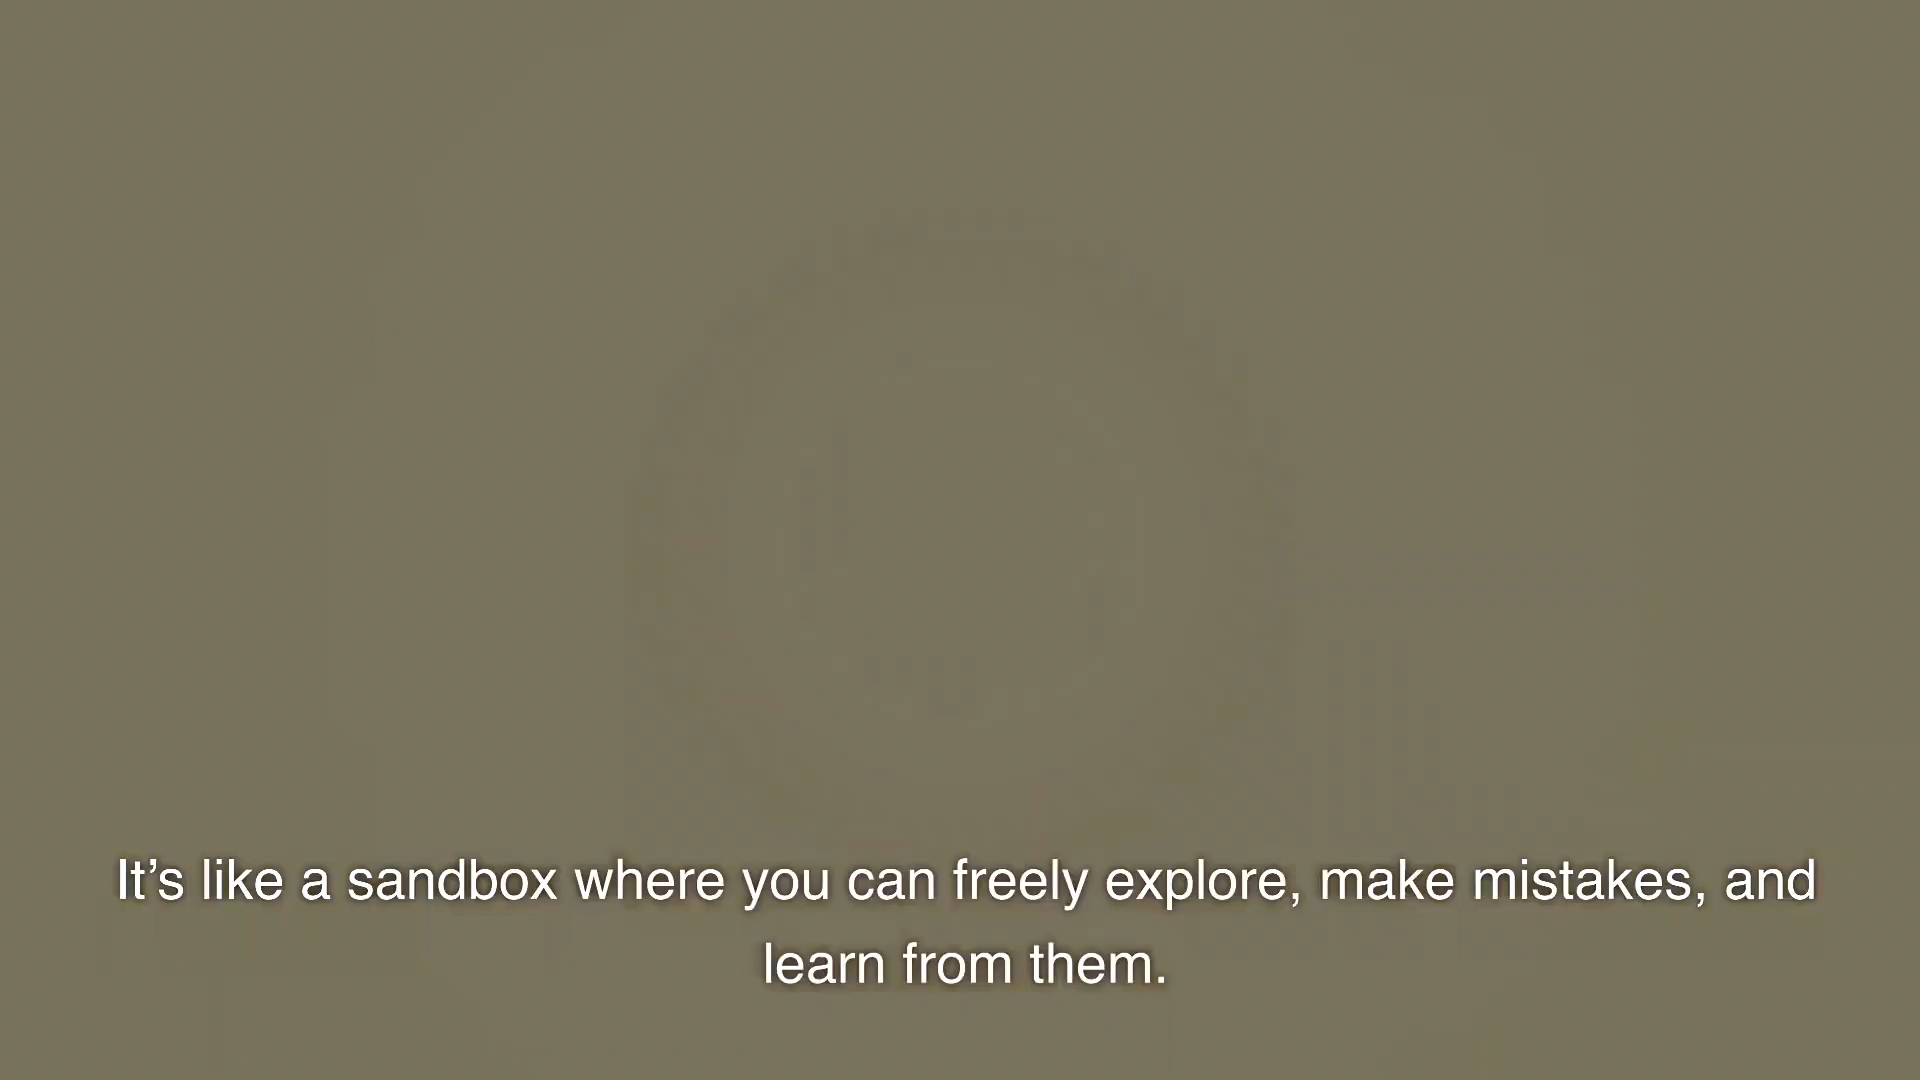 It’s like a sandbox where you can freely explore, make mistakes, and
learn from them.